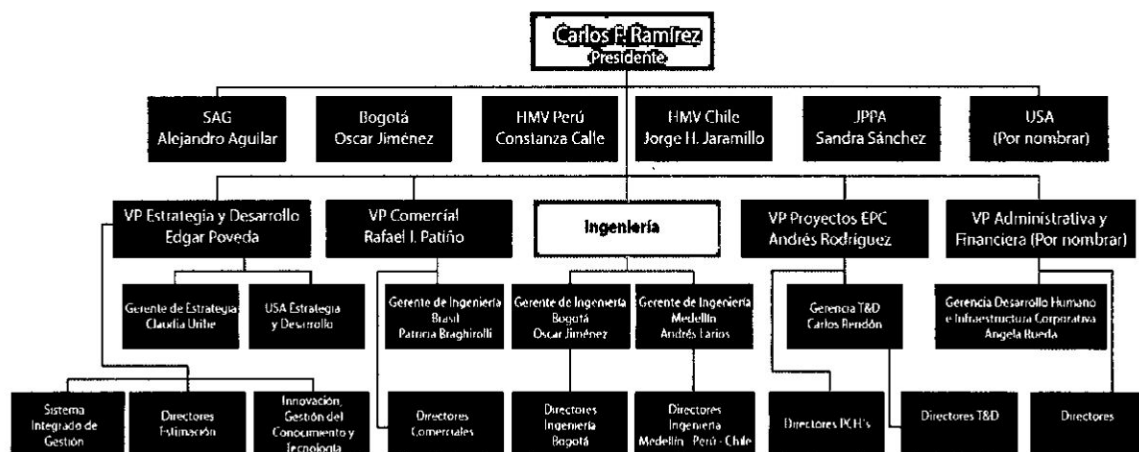 Carlos F. Ramírez
Presidente
SAG
Alejandro Aguilar
Bogotá
Oscar Jiménez
HMV Perú
Constanza Calle
HMV Chile
Jorge H. Jaramillo
JPPA
Sandra Sánchez
USA
(Por nombrar)
VP Estrategia y Desarrollo
Edgar Poveda
VP Comercial
Rafael I. Patiño
Ingeniería
VP Proyectos EPC
Andrés Rodríguez
VP Administrativa y
Financiera (Por nombrar)
Gerente de Estrategia
Claudia Uribe
USA Estrategia
y Desarrollo
Gerente de Ingeniería
Brasil
Patricia Braghirolli
Gerente de Ingeniería
Bogotá
Oscar Jiménez
Gerente de Ingeniería
Medellín
Andrés Larios
Gerencia T&D
Carlos Rendón
Gerencia Desarrollo Humano
e Infraestructura Corporativa
Angela Rueda
Sistema
Integrado de
Gestión
Directores
Estimación
Innovación,
Gestión del
Conocimiento y
Tecnología
Directores
Comerciales
Directores
Ingeniería
Bogotá
Directores
Ingeniería
Medellín - Perú - Chile
Directores PCH's
Directores T&D
Directores